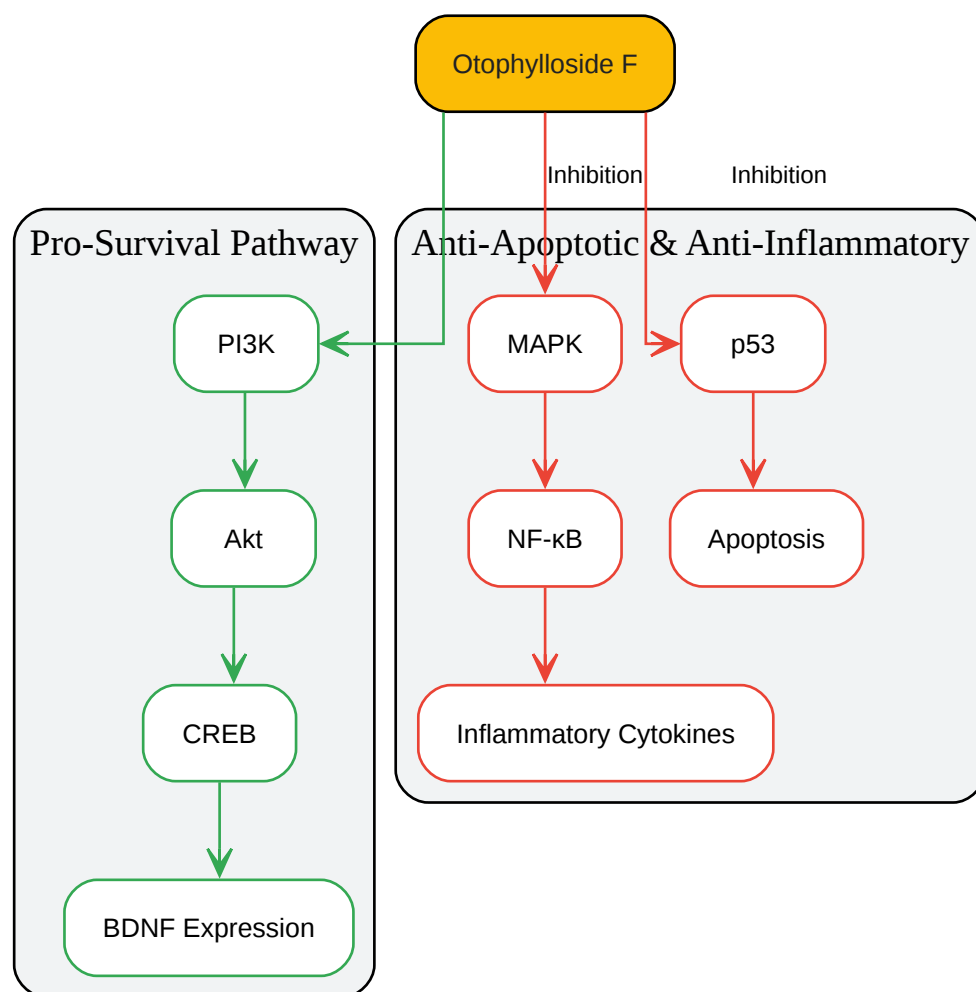 Otophylloside F
Inhibition
Inhibition
Pro-Survival Pathway
Anti-Apoptotic & Anti-Inflammatory
PI3K
MAPK
p53
Akt
NF-κB
Apoptosis
CREB
Inflammatory Cytokines
BDNF Expression